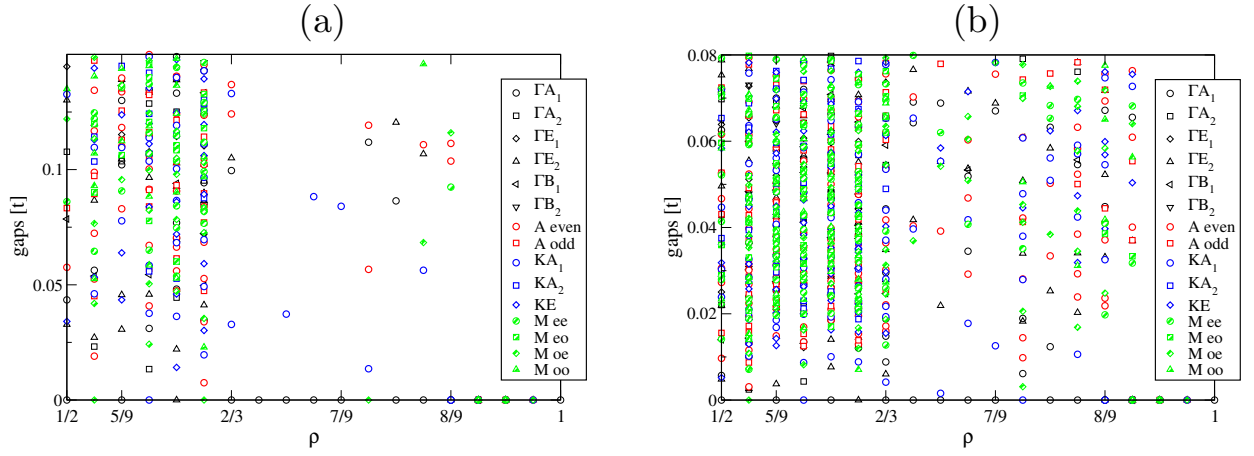 (a)
0.1
0.05
0
gaps [t]
1/2
5/9
2/3
7/9
8/9
1
ρ
ΓA1
ΓA2
ΓE1
ΓE2
ΓB1
ΓB2
A even
A odd
KA1
KA2
KE
M ee
M eo
M oe
M oo
(b)
0.08
0.06
0.04
0.02
0
gaps [t]
1/2
5/9
2/3
7/9
8/9
1
ρ
ΓA1
ΓA2
ΓE1
ΓE2
ΓB1
ΓB2
A even
A odd
KA1
KA2
KE
M ee
M eo
M oe
M oo